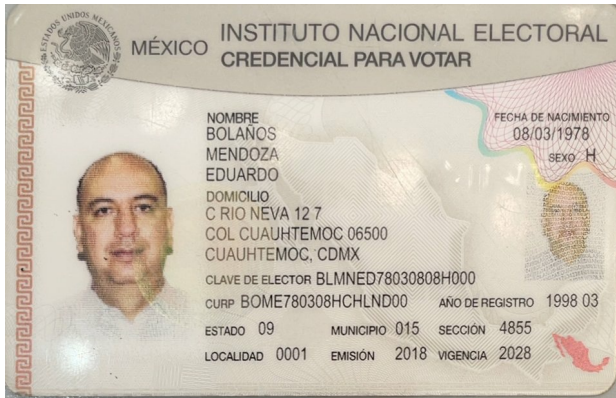 ESTADOS UNIDOS MEXICANOS
MÉXICO
INSTITUTO NACIONAL ELECTORAL
CREDENCIAL PARA VOTAR
NOMBRE
BOLAÑOS
MENDOZA
EDUARDO
FECHA DE NACIMIENTO
08/03/1978
SEXO H
DOMICILIO
C RIO NEVA 12 7
COL CUAUHTEMOC 06500
CUAUHTEMOC, CDMX
CLAVE DE ELECTOR BLMNED78030808H000
CURP BOME780308HCHLND00 AÑO DE REGISTRO 1998 03
ESTADO 09 MUNICIPIO 015 SECCIÓN 4855
LOCALIDAD 0001 EMISIÓN 2018 VIGENCIA 2028